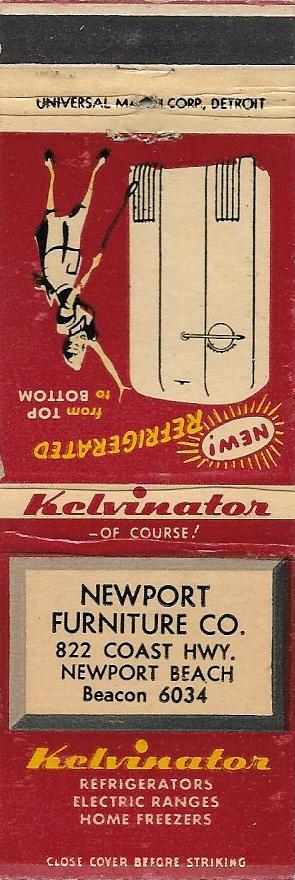 UNIVERSAL MATCH CORP., DETROIT
NEW!
REFRIGERATED
from TOP
to BOTTOM
Kelvinator
—OF COURSE!
NEWPORT
FURNITURE CO.
822 COAST HWY.
NEWPORT BEACH
Beacon 6034
Kelvinator
REFRIGERATORS
ELECTRIC RANGES
HOME FREEZERS
CLOSE COVER BEFORE STRIKING